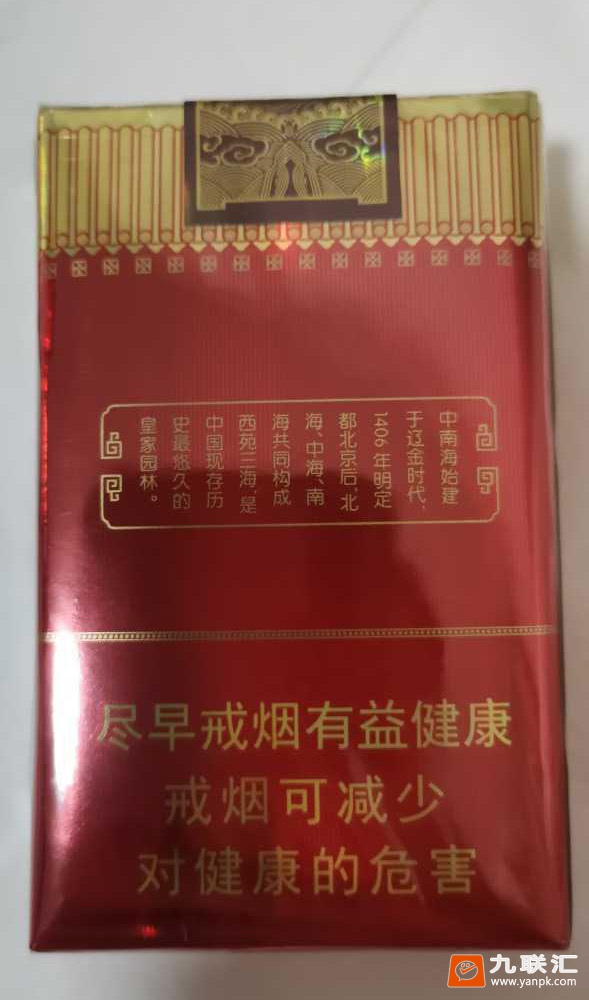 中南海始建
于辽金时代，
1406年明定
都北京后，北
海、中海、南
海共同构成
西苑三海，是
中国现存历
史最悠久的
皇家园林。
尽早戒烟有益健康
戒烟可减少
对健康的危害
九联汇
www.yanpk.com